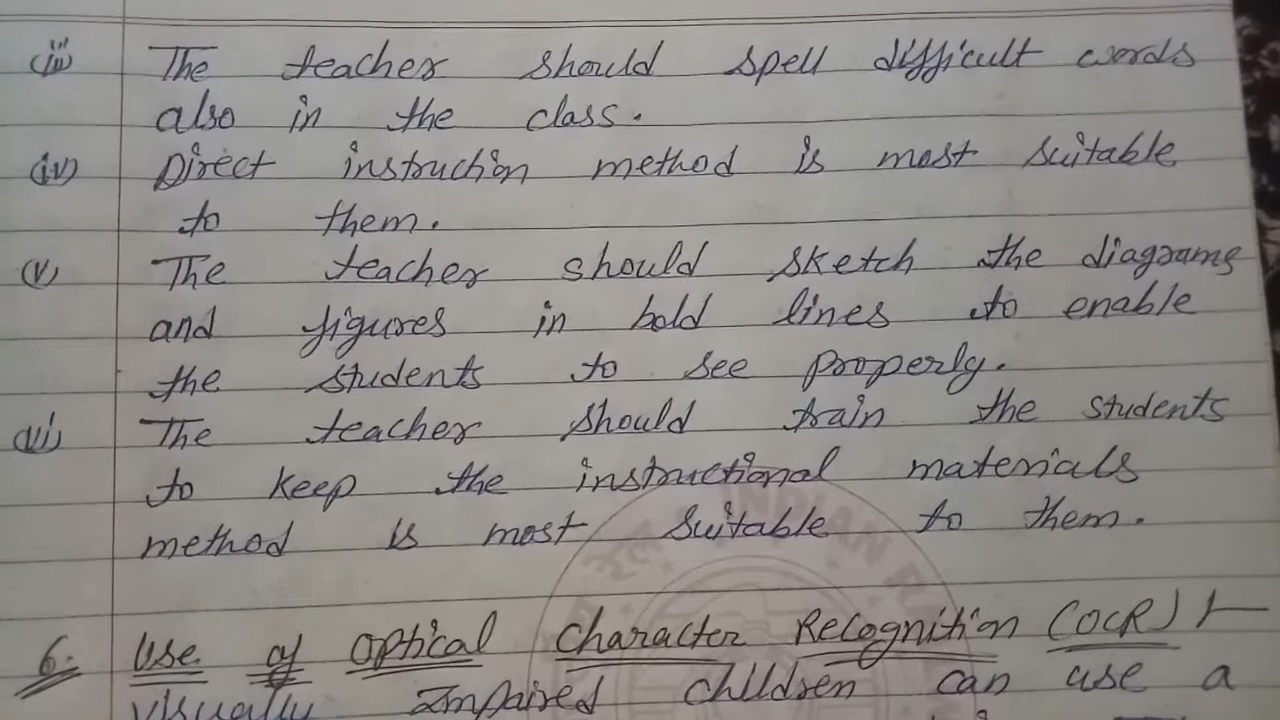 (iii) The teacher should spell difficult words
also in the class.
(iv) Direct instruction method is most suitable
to them.
(v) The teacher should sketch the diagrams
and figures in bold lines to enable
the students to see properly.
(vi) The teacher should train the students
to keep the instructional materials
method is most suitable to them.
INDIAN
6. Use of Optical Character Recognition (OCR) :-
Visually Impaired children can use a